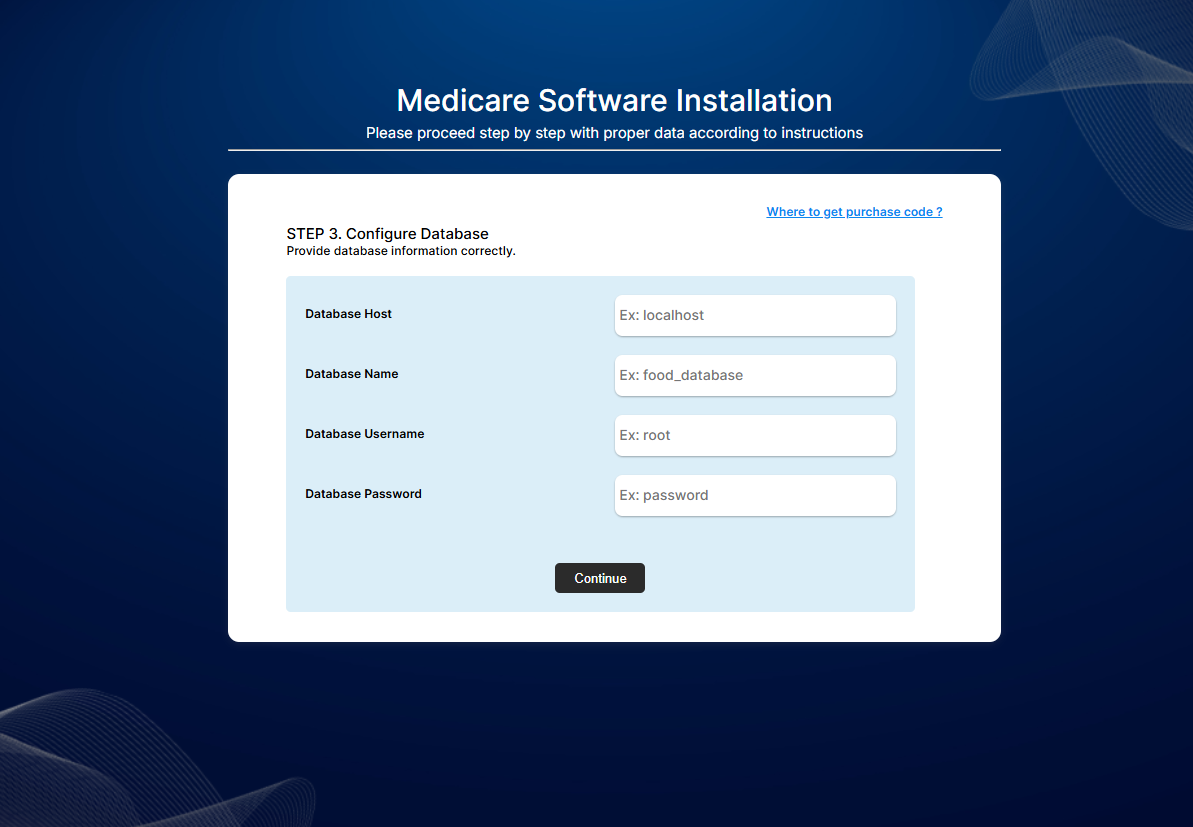 Medicare Software Installation
Please proceed step by step with proper data according to instructions
Where to get purchase code ?
STEP 3. Configure Database
Provide database information correctly.
Database Host
Ex: localhost
Database Name
Ex: food_database
Database Username
Ex: root
Database Password
Ex: password
Continue